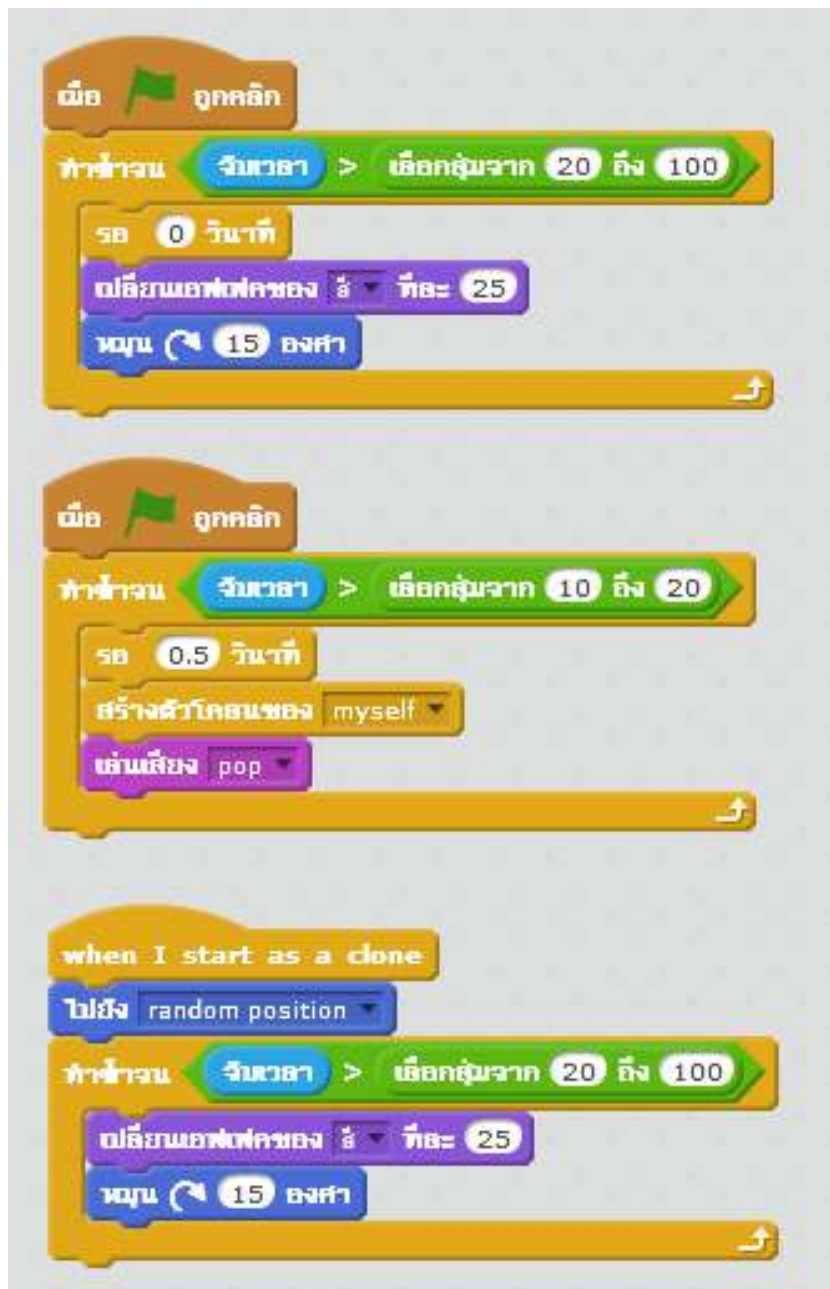 เมื่อ ถูกคลิก
ทำซ้ำจน จับเวลา > เลือกสุ่มจาก 20 ถึง 100
รอ 0 วินาที
เปลี่ยนเอฟเฟคของ สี ทีละ 25
หมุน 15 องศา
เมื่อ ถูกคลิก
ทำซ้ำจน จับเวลา > เลือกสุ่มจาก 10 ถึง 20
รอ 0.5 วินาที
สร้างตัวโคลนของ myself
เล่นเสียง pop
when I start as a clone
ไปยัง random position
ทำซ้ำจน จับเวลา > เลือกสุ่มจาก 20 ถึง 100
เปลี่ยนเอฟเฟคของ สี ทีละ 25
หมุน 15 องศา